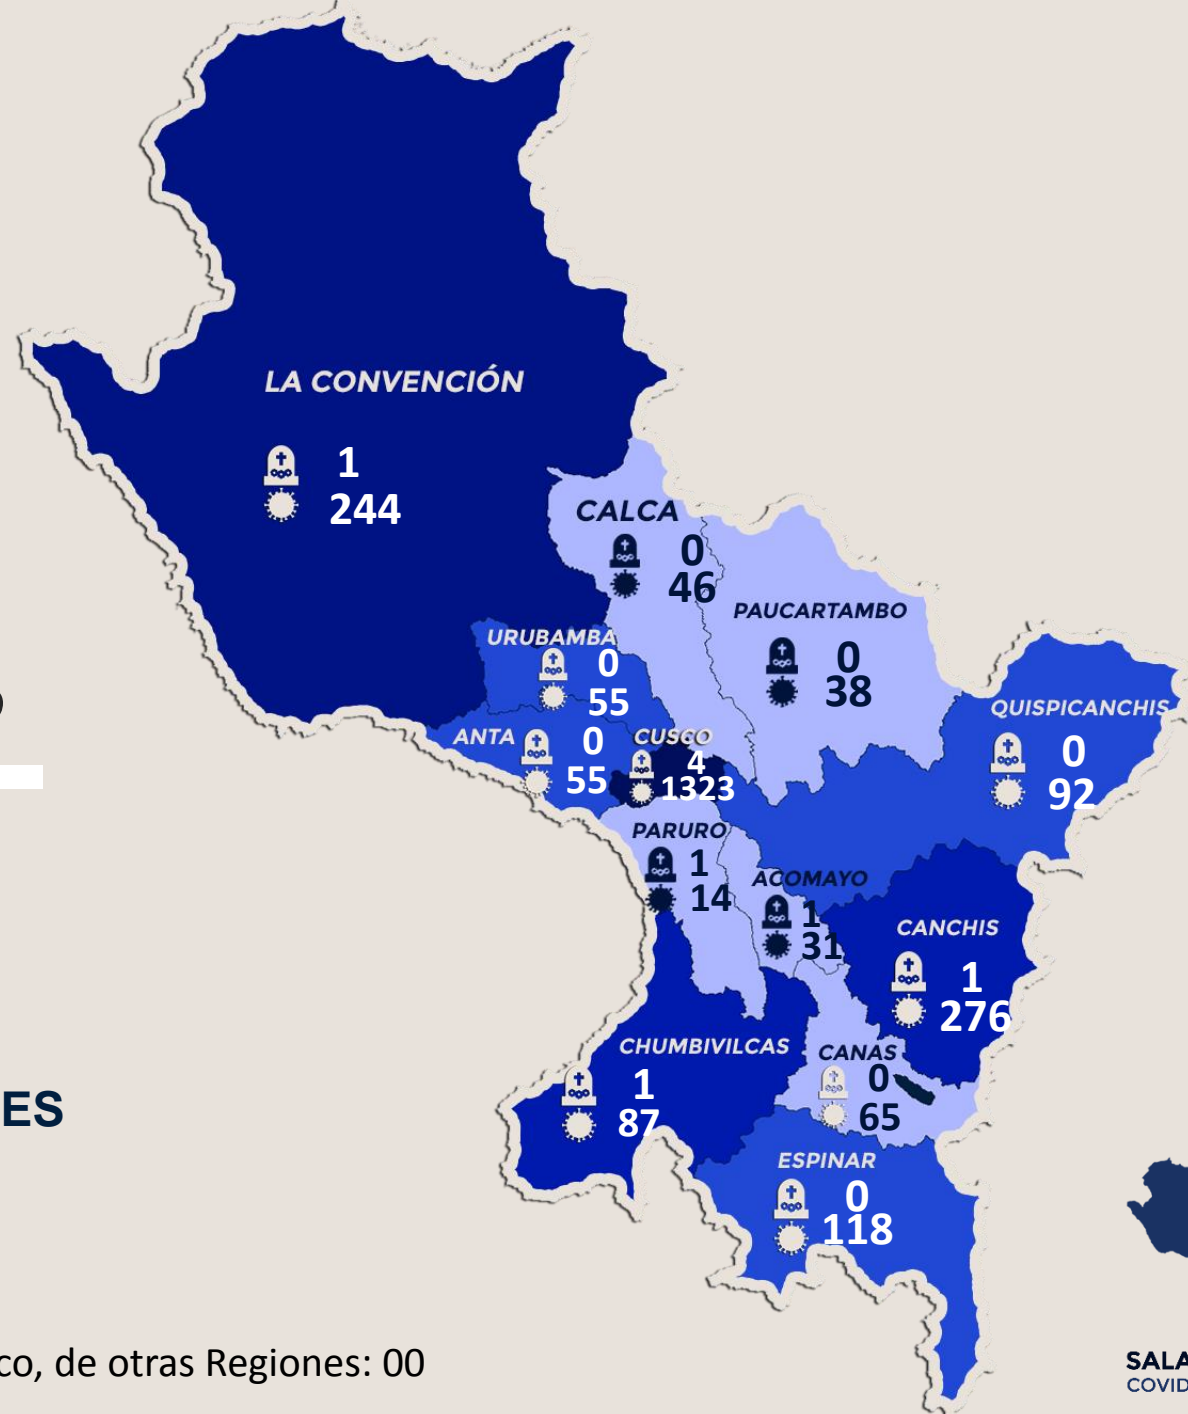 LA CONVENCIÓN
1
244
CALCA
0
46
PAUCARTAMBO
0
38
URUBAMBA
0
55
QUISPICANCHIS
0
92
ANTA
0
55
CUSCO
4
1323
PARURO
1
14
ACOMAYO
1
31
CANCHIS
1
276
CHUMBIVILCAS
1
87
CANAS
0
65
ES
ESPINAR
0
118
co, de otras Regiones: 00
SALA
COVID